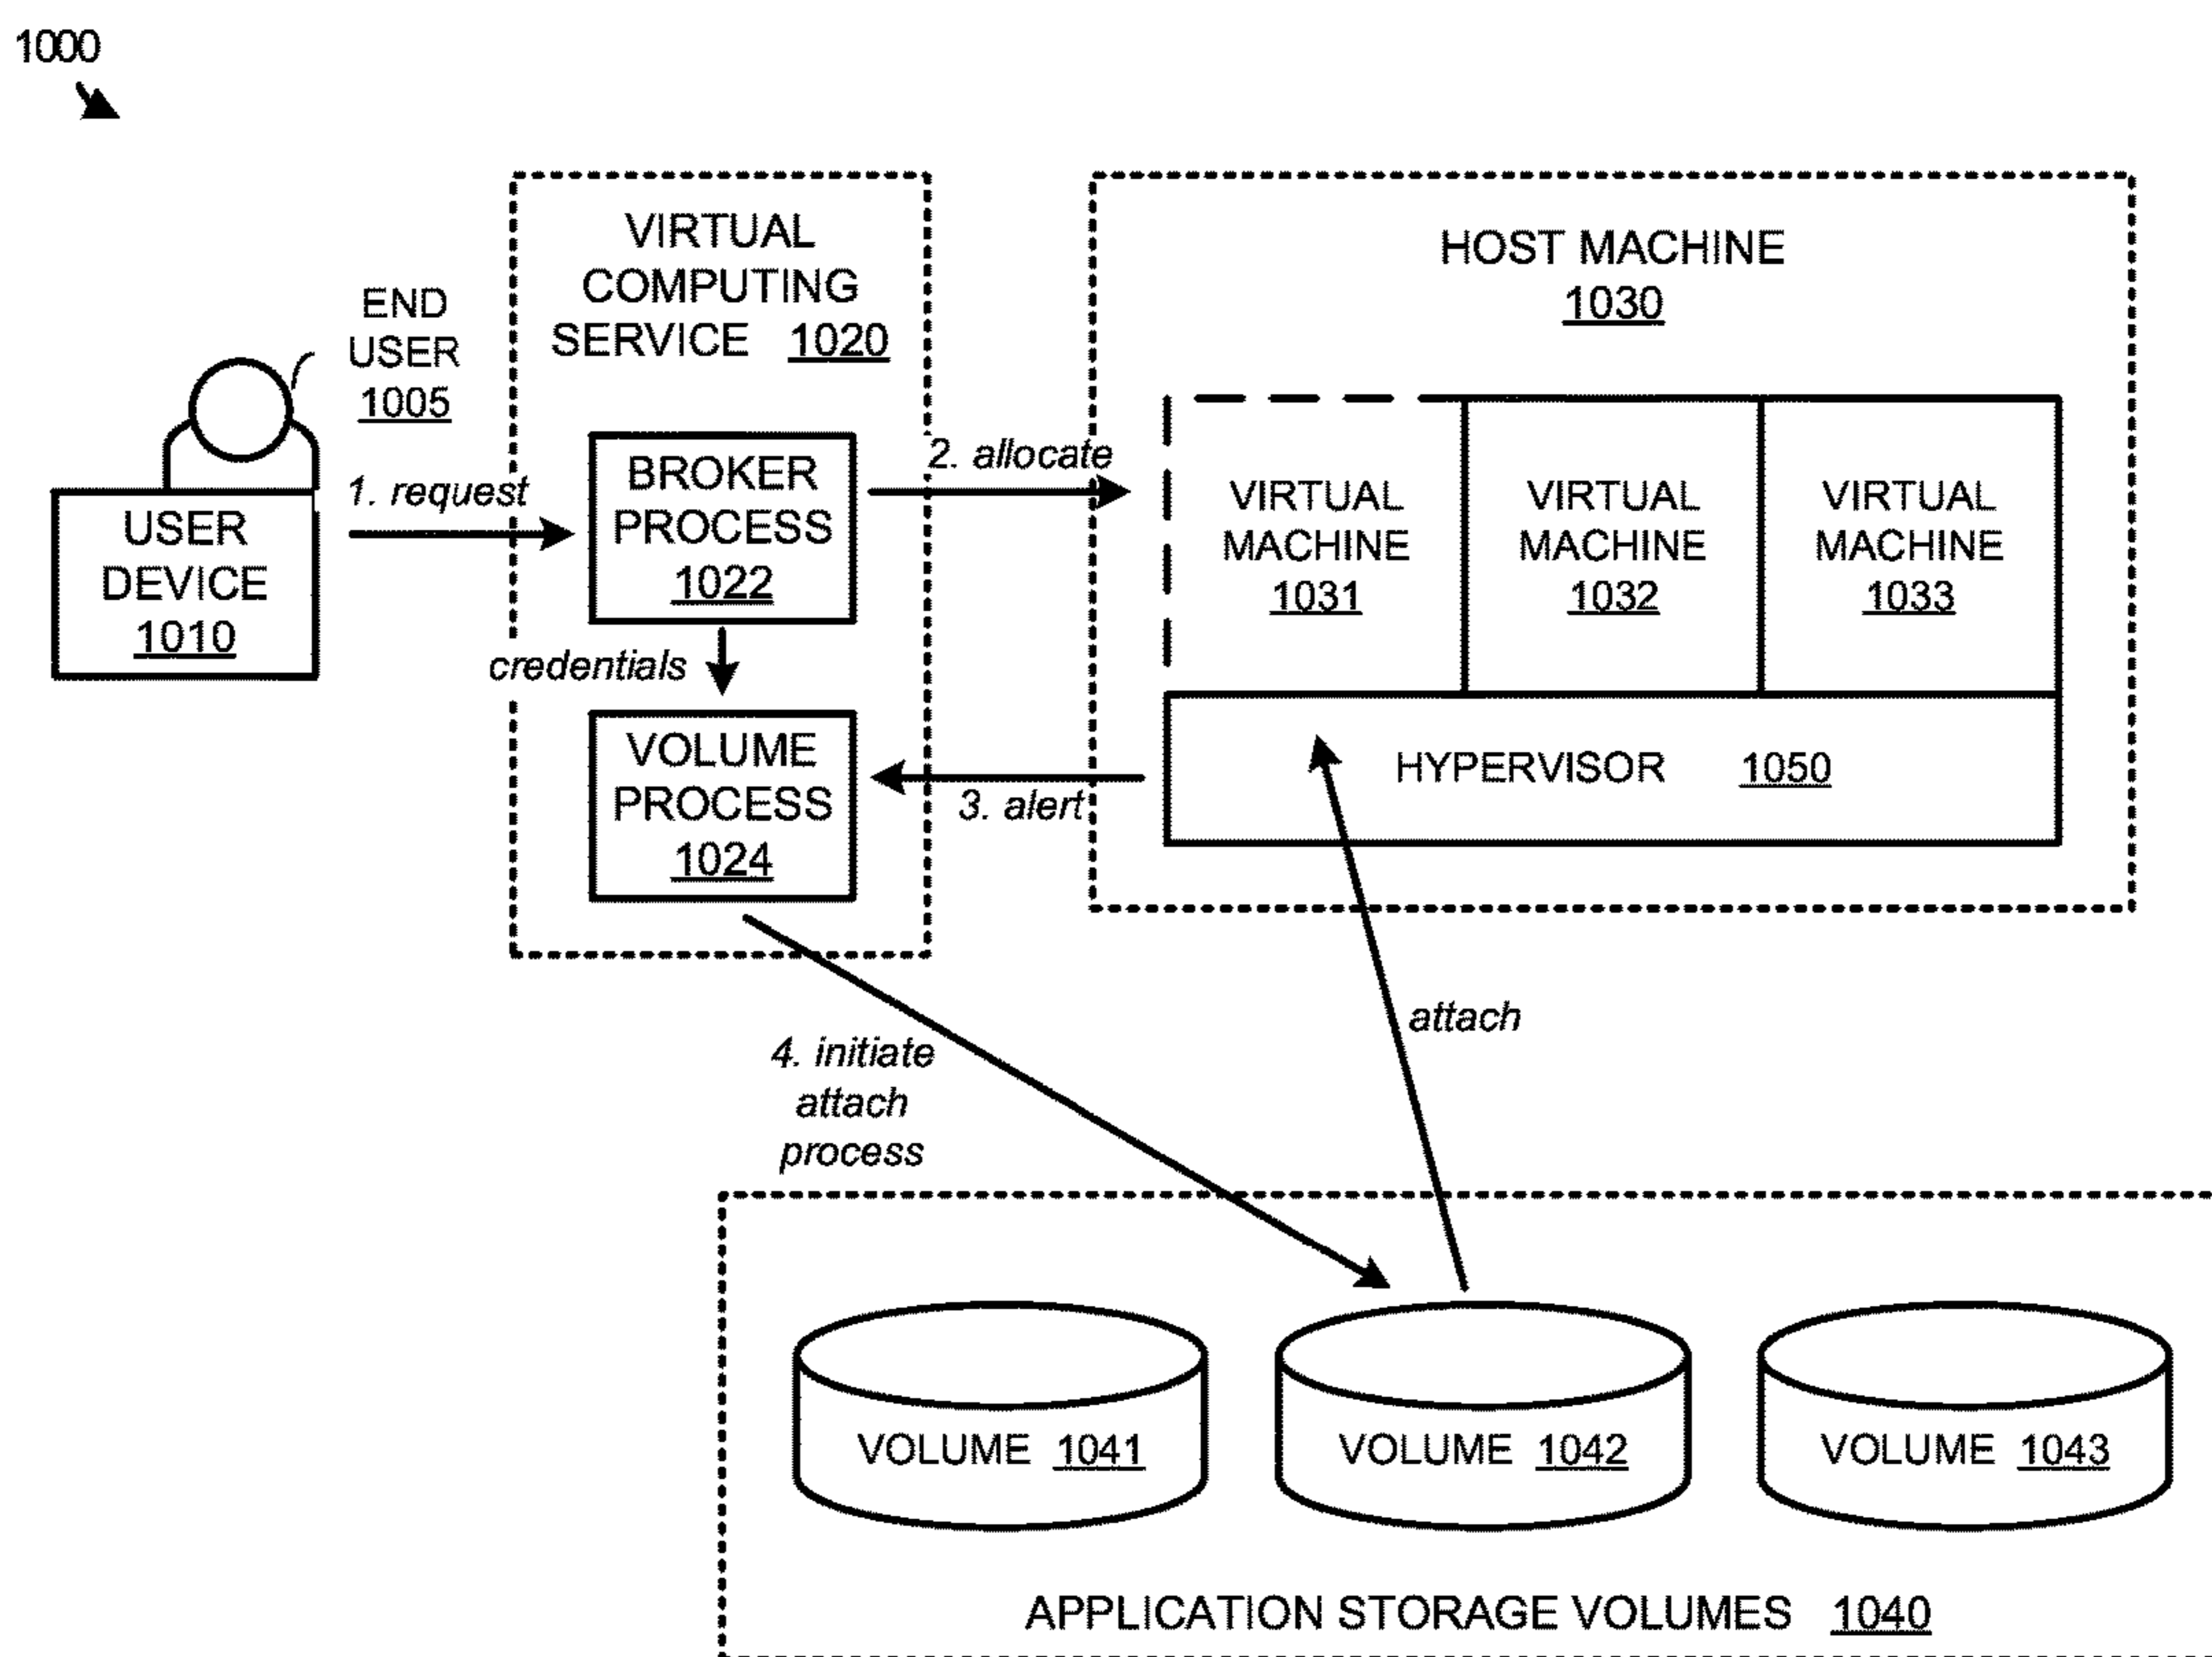 1000
END
USER
1005
USER
DEVICE
1010
1. request
VIRTUAL
COMPUTING
SERVICE 1020
BROKER
PROCESS
1022
credentials
VOLUME
PROCESS
1024
2. allocate
3. alert
HOST MACHINE
1030
VIRTUAL
MACHINE
1031
VIRTUAL
MACHINE
1032
VIRTUAL
MACHINE
1033
HYPERVISOR 1050
4. initiate
attach
process
attach
VOLUME 1041
VOLUME 1042
VOLUME 1043
APPLICATION STORAGE VOLUMES 1040